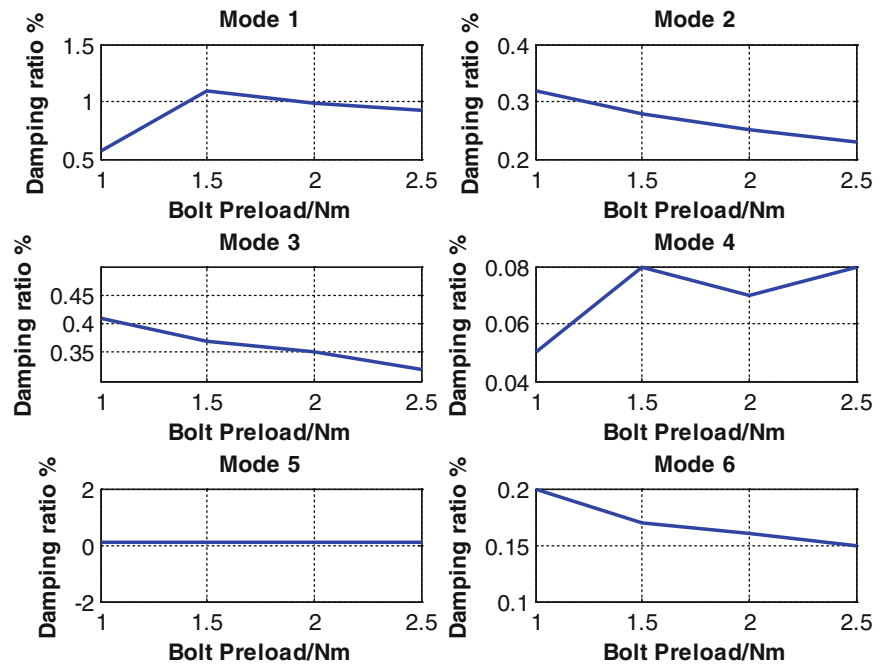 Mode 1
Damping ratio %
1.5
1
0.5
1 1.5 2 2.5
Bolt Preload/Nm
Mode 2
Damping ratio %
0.4
0.3
0.2
1 1.5 2 2.5
Bolt Preload/Nm
Mode 3
Damping ratio %
0.45
0.4
0.35
1 1.5 2 2.5
Bolt Preload/Nm
Mode 4
Damping ratio %
0.08
0.06
0.04
1 1.5 2 2.5
Bolt Preload/Nm
Mode 5
Damping ratio %
2
0
-2
1 1.5 2 2.5
Bolt Preload/Nm
Mode 6
Damping ratio %
0.2
0.15
0.1
1 1.5 2 2.5
Bolt Preload/Nm